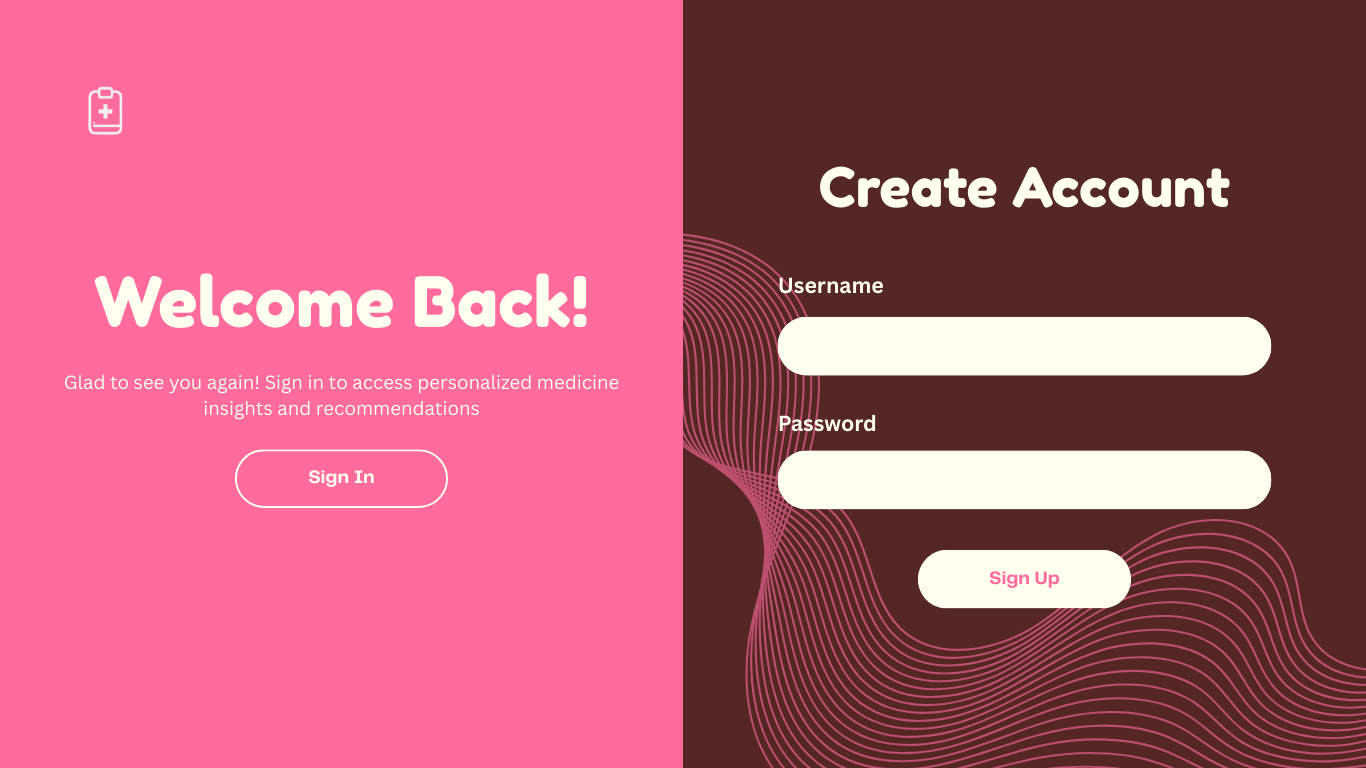 Welcome Back!
Glad to see you again! Sign in to access personalized medicine
insights and recommendations
Sign In
Create Account
Username
Password
Sign Up